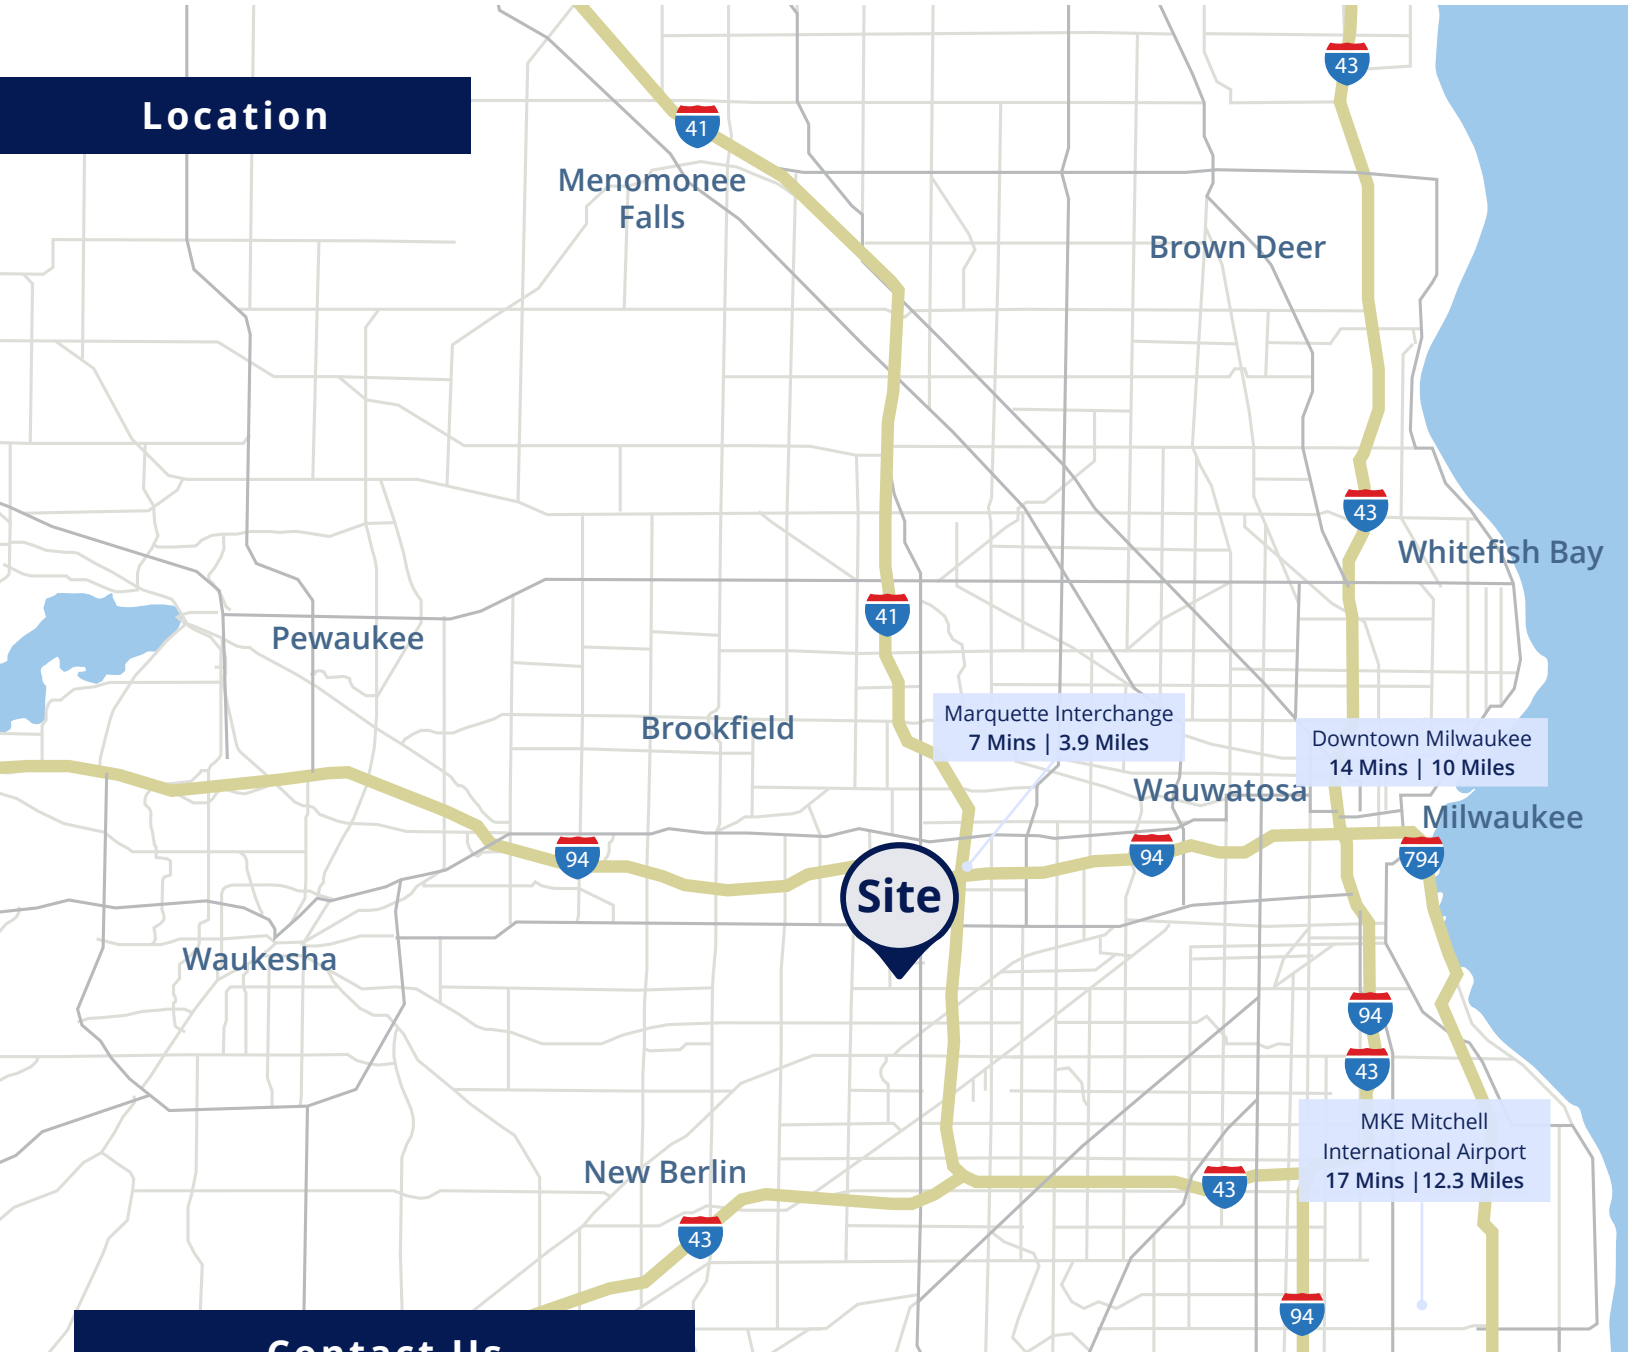 43
Location
41
Menomonee
Falls
Brown Deer
43
Whitefish Bay
41
Pewaukee
Marquette Interchange
7 Mins | 3.9 Miles
Brookfield
Downtown Milwaukee
14 Mins | 10 Miles
Wauwatosa
Milwaukee
94
94
794
Site
Waukesha
94
43
MKE Mitchell
International Airport
17 Mins |12.3 Miles
New Berlin
43
43
94
Contact Us